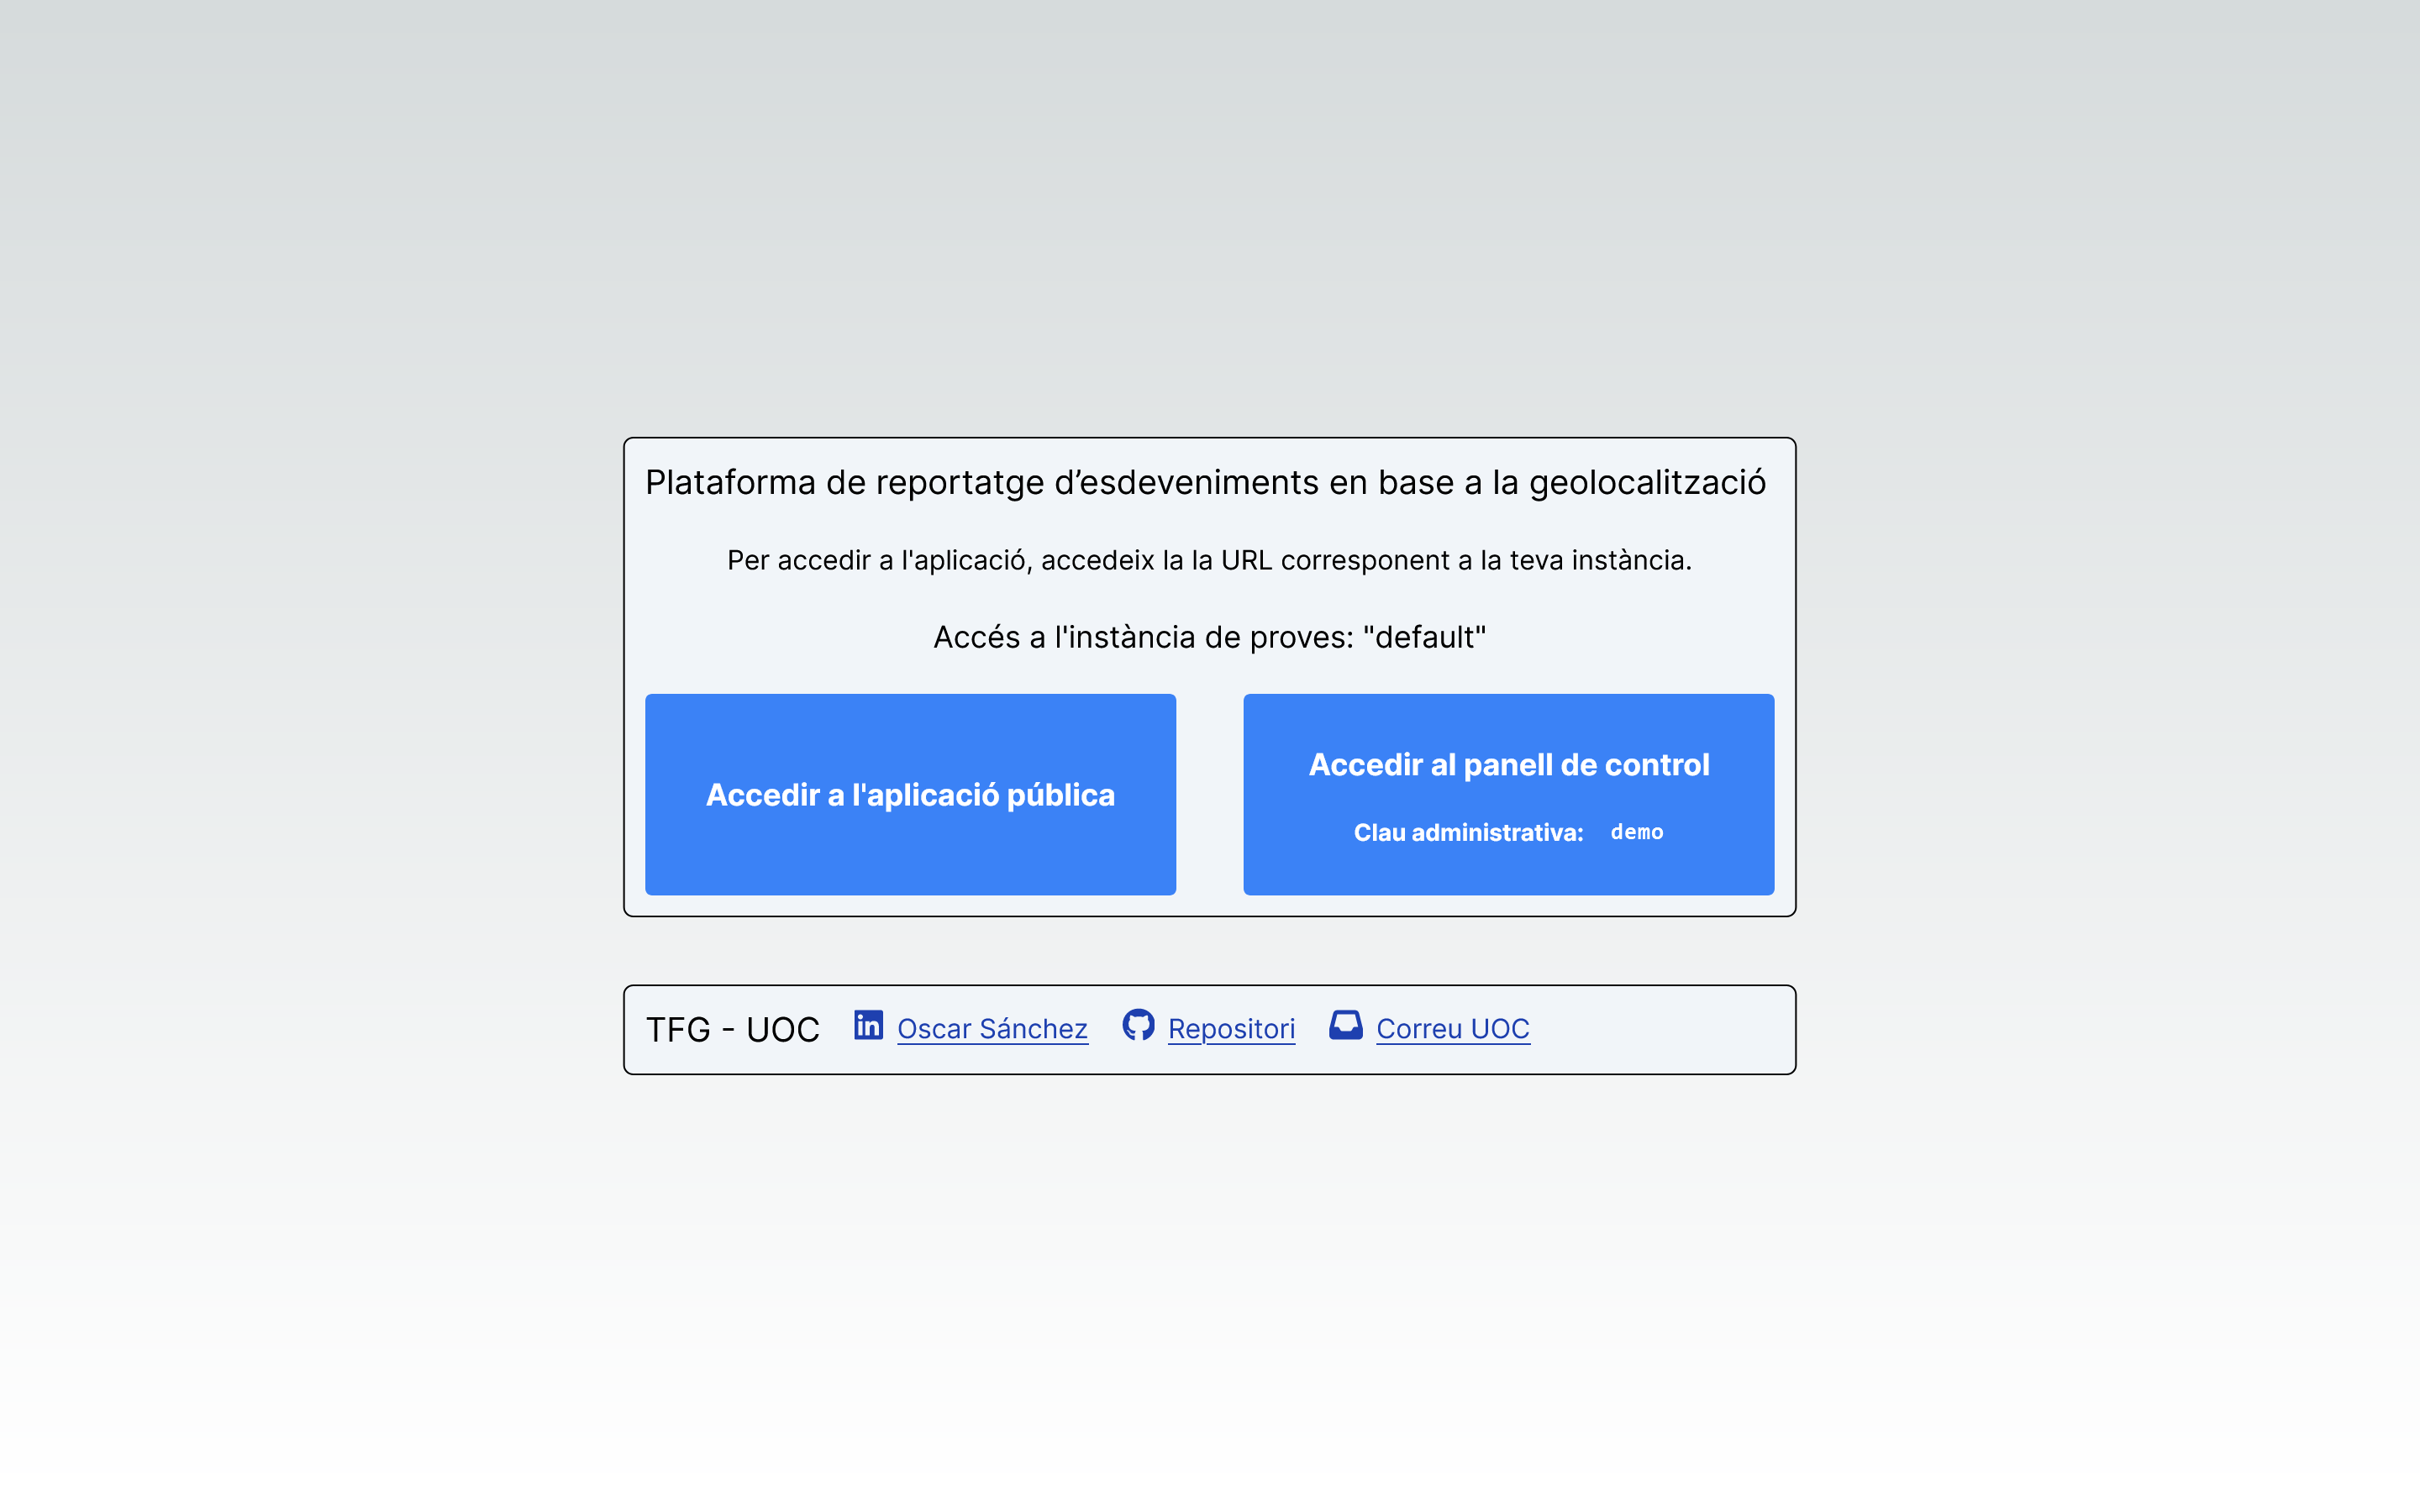 Plataforma de reportatge d’esdeveniments en base a la geolocalització
Per accedir a l'aplicació, accedeix la la URL corresponent a la teva instància.
Accés a l'instància de proves: "default"
Accedir a l'aplicació pública
Accedir al panell de control
Clau administrativa: demo
TFG - UOC Oscar Sánchez Repositori Correu UOC